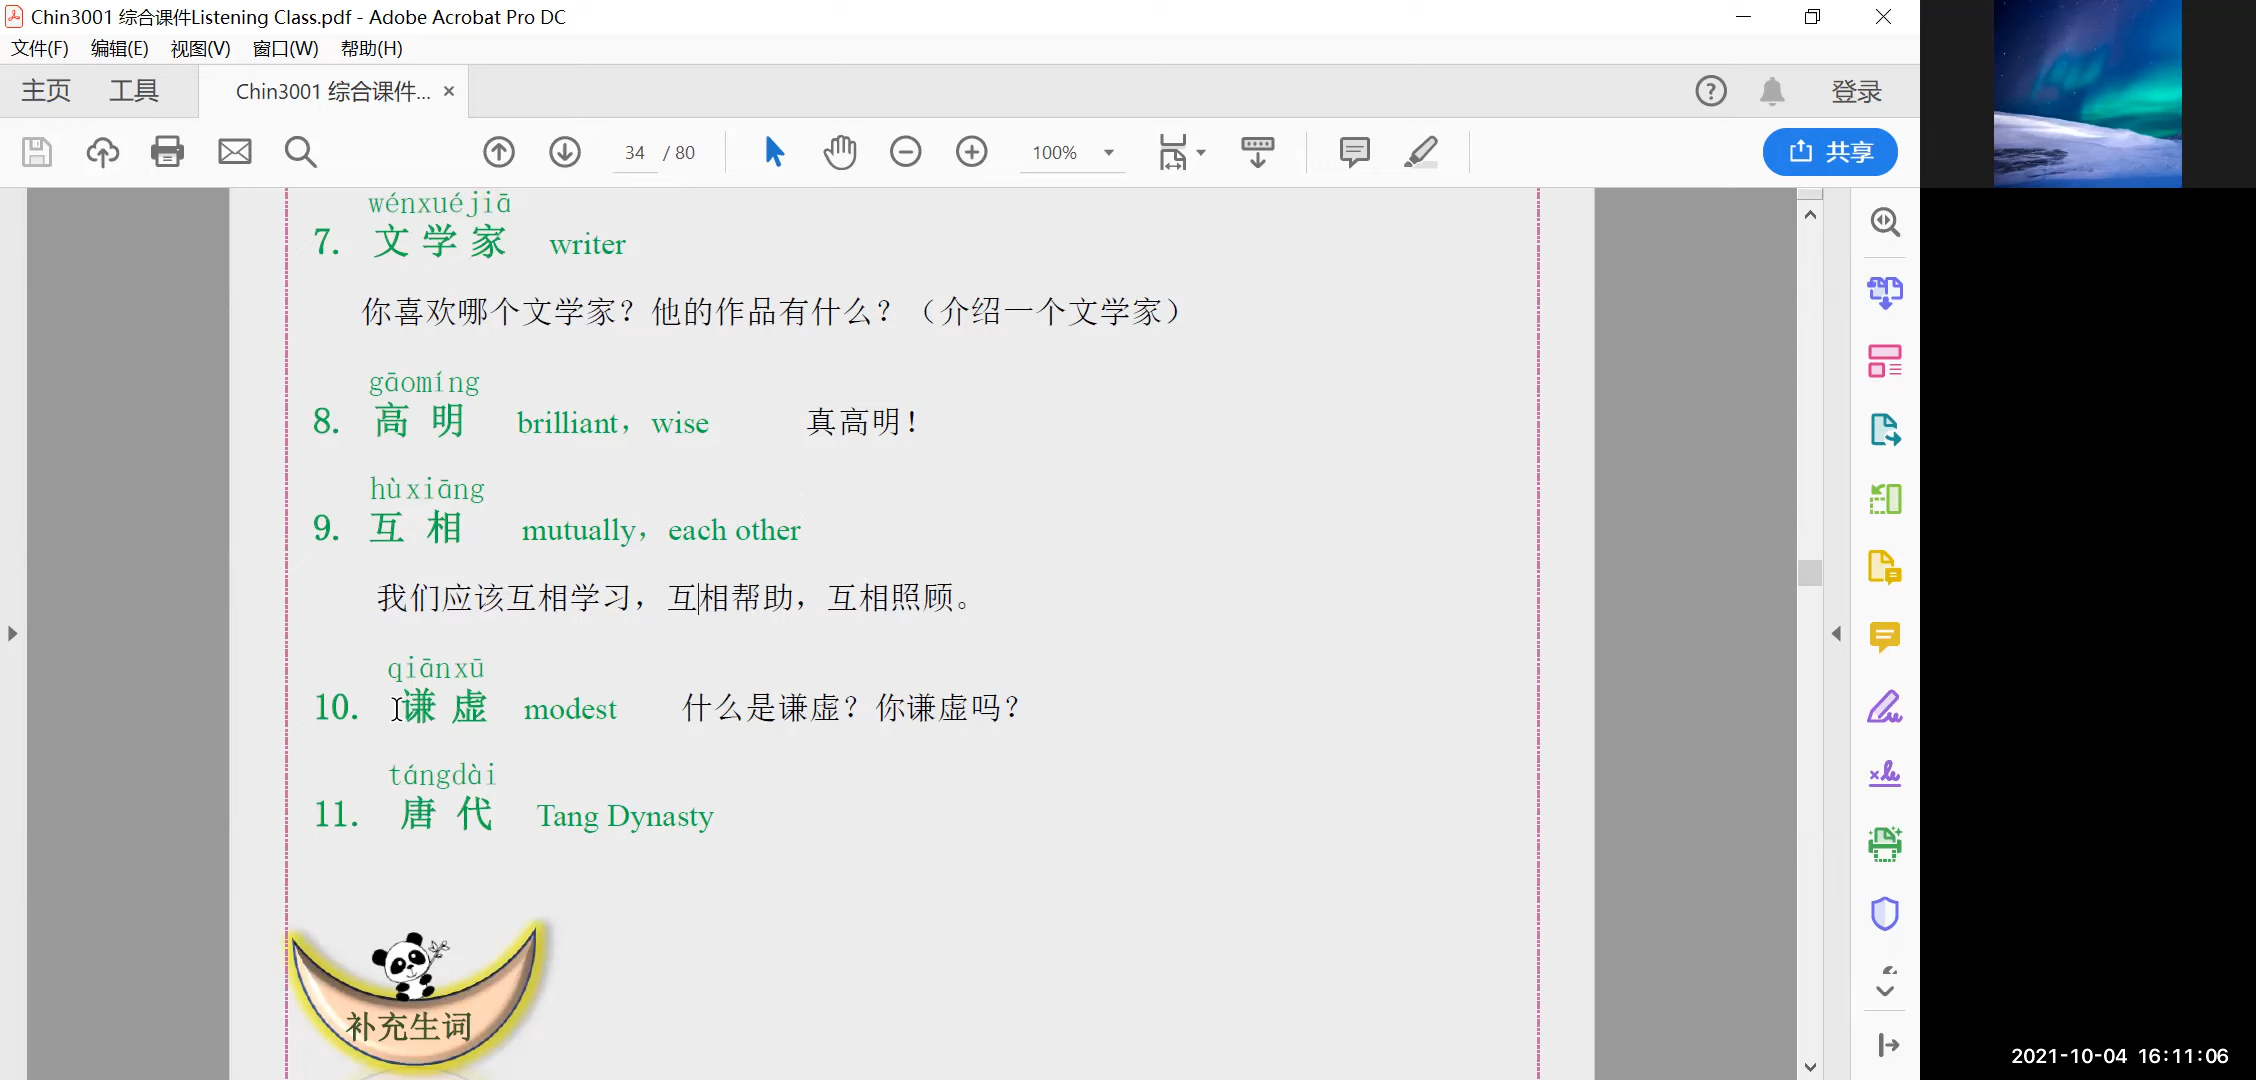 Chin3001 综合课件Listening Class.pdf - Adobe Acrobat Pro DC
文件(F) 编辑(E) 视图(V) 窗口(W) 帮助(H)
主页 工具 Chin3001 综合课件... × 登录
34 / 80 100% 共享
wénxuéjiā
7. 文学家 writer
你喜欢哪个文学家？他的作品有什么？（介绍一个文学家）
gāomíng
8. 高明 brilliant，wise 真高明！
hùxiāng
9. 互相 mutually，each other
我们应该互相学习，互相帮助，互相照顾。
qiānxū
10. 谦虚 modest 什么是谦虚？你谦虚吗？
tángdài
11. 唐代 Tang Dynasty
补充生词
2021-10-04 16:11:06